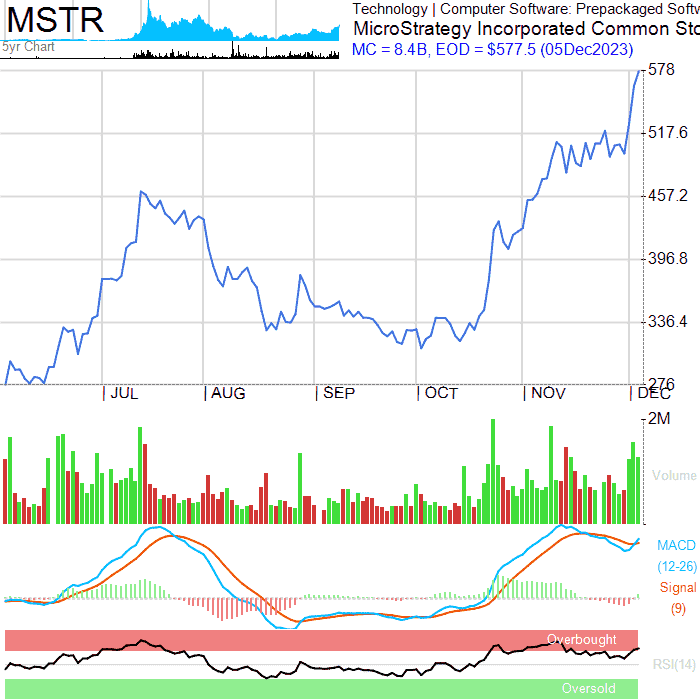 MSTR
5yr Chart
Technology | Computer Software: Prepackaged Softw
MicroStrategy Incorporated Common Sto
MC = 8.4B, EOD = $577.5 (05Dec2023)
578
517.6
457.2
396.8
336.4
276
JUL AUG SEP OCT NOV DEC
2M
Volume
MACD
(12-26)
Signal
(9)
Overbought
RSI(14)
Oversold